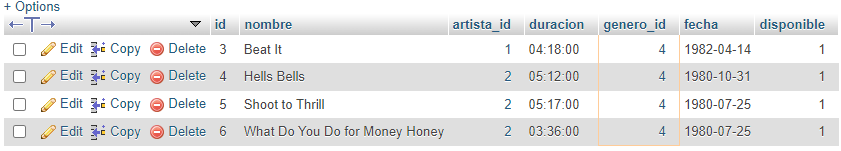 + Options
id nombre artista_id duracion genero_id fecha disponible
Edit Copy Delete 3 Beat It 1 04:18:00 4 1982-04-14 1
Edit Copy Delete 4 Hells Bells 2 05:12:00 4 1980-10-31 1
Edit Copy Delete 5 Shoot to Thrill 2 05:17:00 4 1980-07-25 1
Edit Copy Delete 6 What Do You Do for Money Honey 2 03:36:00 4 1980-07-25 1